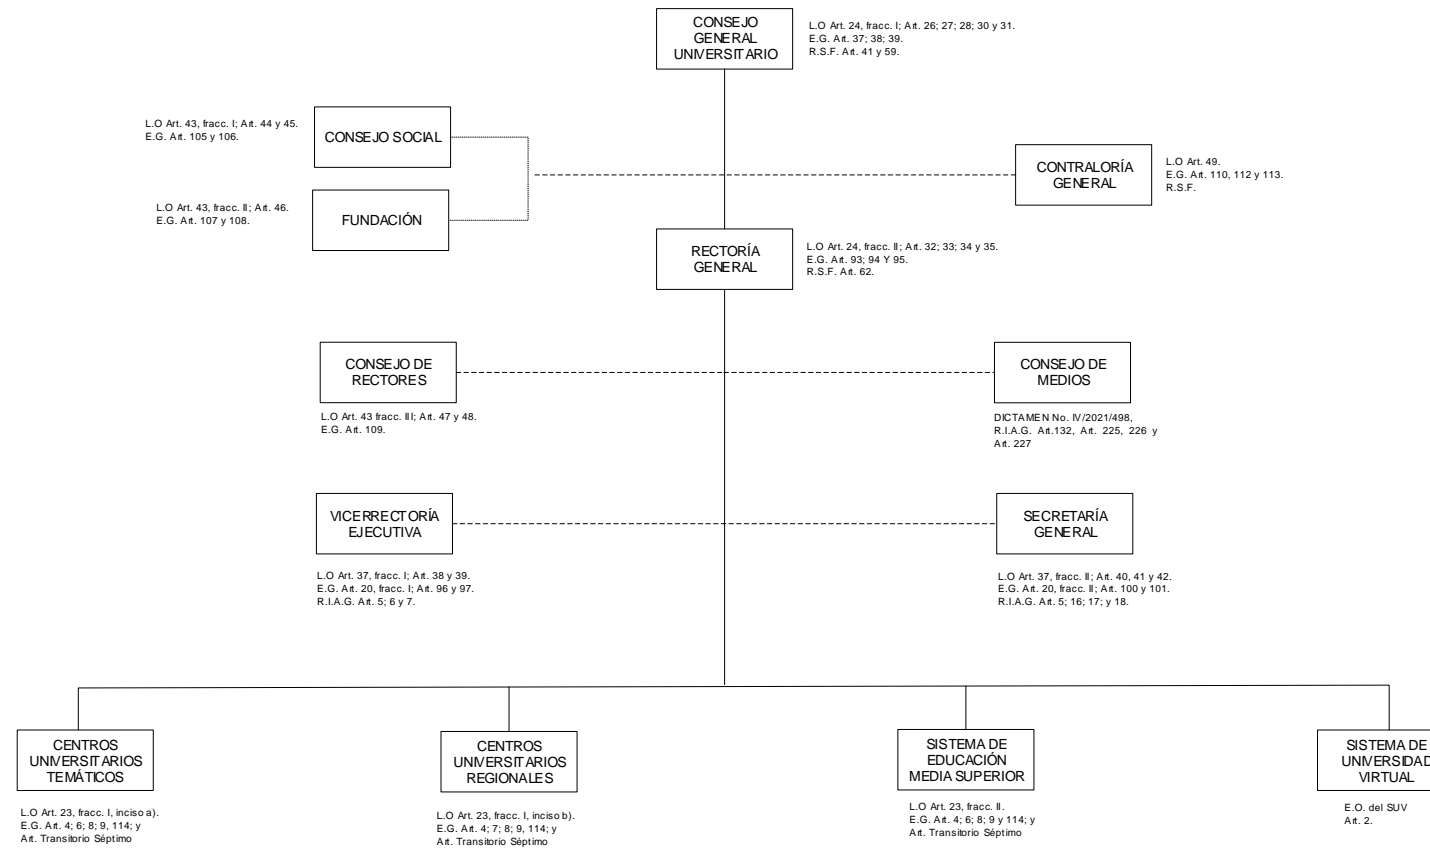 CONSEJO
GENERAL
UNIVERSITARIO
L.O Art. 24, fracc. I; Art. 26; 27; 28; 30 y 31.
E.G. Art. 37; 38; 39.
R.S.F. Art. 41 y 59.
L.O Art. 43, fracc. I; Art. 44 y 45.
E.G. Art. 105 y 106.
CONSEJO SOCIAL
CONTRALORÍA
GENERAL
L.O Art. 49.
E.G. Art. 110, 112 y 113.
R.S.F.
L.O Art. 43, fracc. II; Art. 46.
E.G. Art. 107 y 108.
FUNDACIÓN
RECTORÍA
GENERAL
L.O Art. 24, fracc. II; Art. 32; 33; 34 y 35.
E.G. Art. 93; 94 Y 95.
R.S.F. Art. 62.
CONSEJO DE
RECTORES
L.O Art. 43 fracc. III; Art. 47 y 48.
E.G. Art. 109.
CONSEJO DE
MEDIOS
DICTAMEN No. IV/2021/498,
R.I.A.G. Art.132, Art. 225, 226 y
Art. 227
VICERRECTORÍA
EJECUTIVA
L.O Art. 37, fracc. I; Art. 38 y 39.
E.G. Art. 20, fracc. I; Art. 96 y 97.
R.I.A.G. Art. 5; 6 y 7.
SECRETARÍA
GENERAL
L.O Art. 37, fracc. II; Art. 40, 41 y 42.
E.G. Art. 20, fracc. II; Art. 100 y 101.
R.I.A.G. Art. 5; 16; 17; y 18.
CENTROS
UNIVERSITARIOS
TEMÁTICOS
L.O Art. 23, fracc. I, inciso a).
E.G. Art. 4; 6; 8; 9, 114; y
Art. Transitorio Séptimo
CENTROS
UNIVERSITARIOS
REGIONALES
L.O Art. 23, fracc. I, inciso b).
E.G. Art. 4; 7; 8; 9, 114; y
Art. Transitorio Séptimo
SISTEMA DE
EDUCACIÓN
MEDIA SUPERIOR
L.O Art. 23, fracc. II.
E.G. Art. 4; 6; 8; 9 y 114; y
Art. Transitorio Séptimo
SISTEMA DE
UNIVERSIDAD
VIRTUAL
E.O. del SUV
Art. 2.